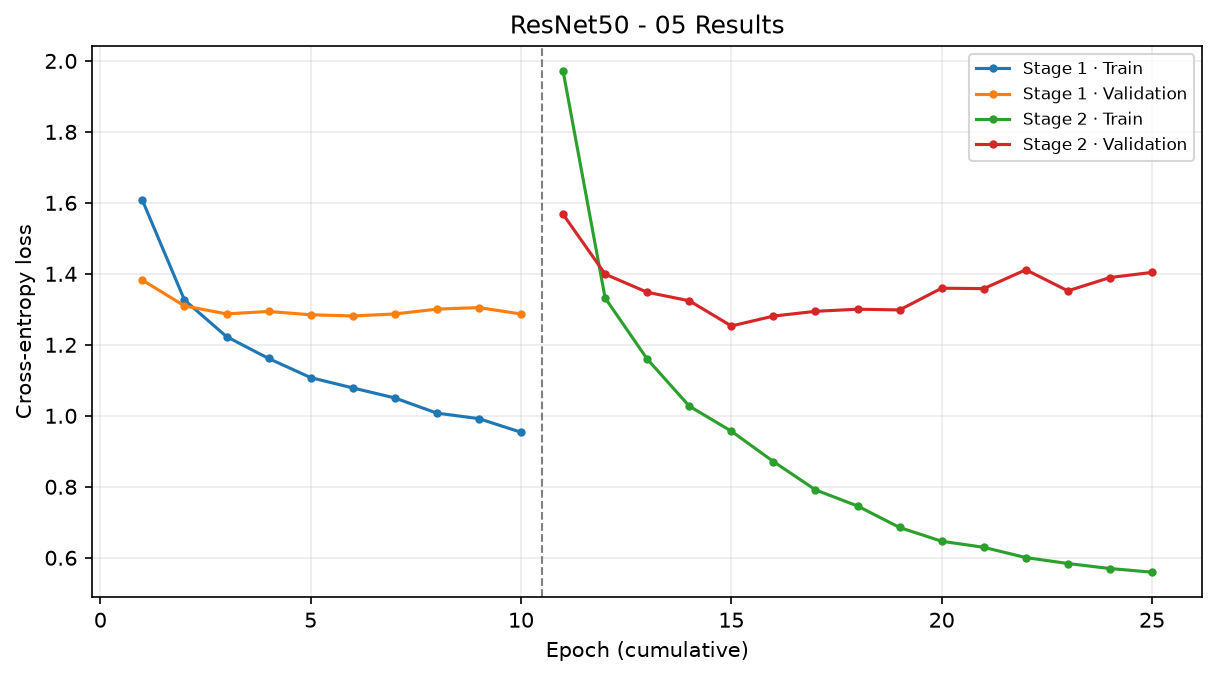 ResNet50 - 05 Results
Stage 1 · Train
Stage 1 · Validation
Stage 2 · Train
Stage 2 · Validation
Cross-entropy loss
2.0
1.8
1.6
1.4
1.2
1.0
0.8
0.6
0
5
10
15
20
25
Epoch (cumulative)